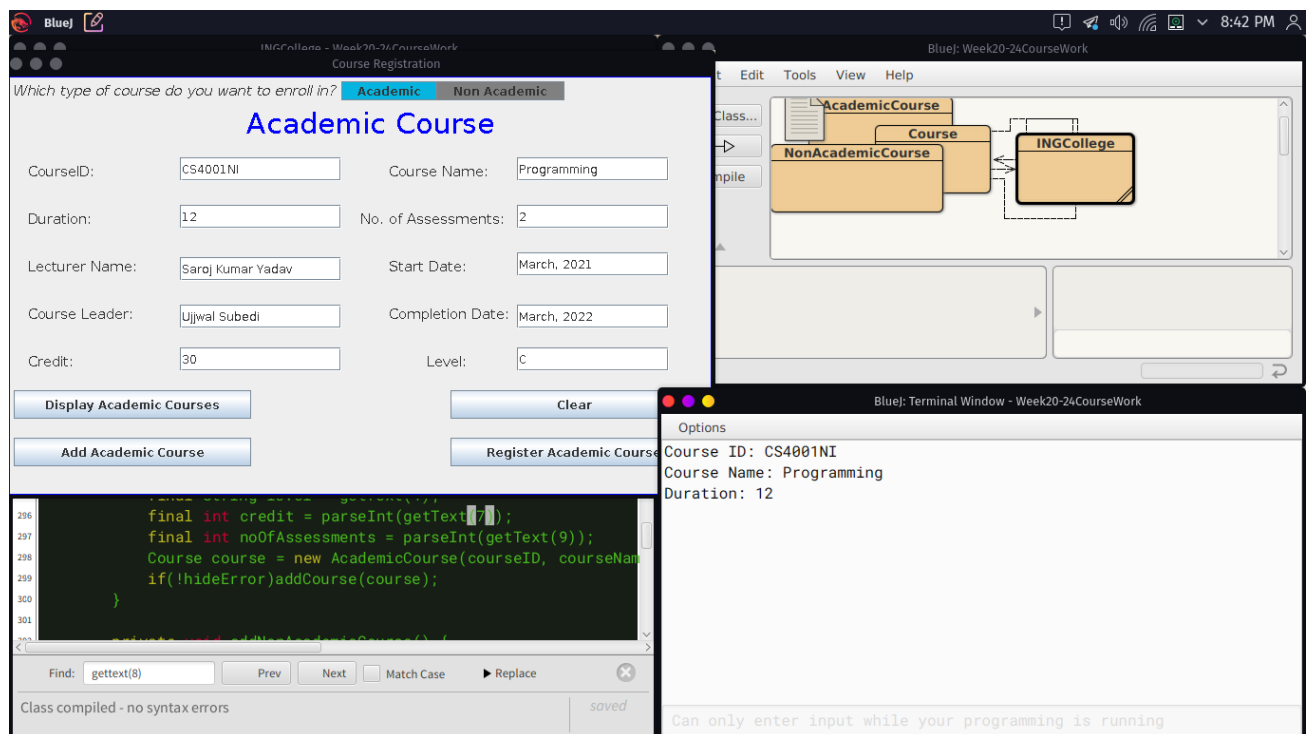 BlueJ
8:42 PM
INGCollege - Week20-24CourseWork
Course Registration
BlueJ: Week20-24CourseWork
Which type of course do you want to enroll in? Academic Non Academic
Academic Course
CourseID: CS4001NI Course Name: Programming
Duration: 12 No. of Assessments: 2
Lecturer Name: Saroj Kumar Yadav Start Date: March, 2021
Course Leader: Ujjwal Subedi Completion Date: March, 2022
Credit: 30 Level: C
Display Academic Courses Clear
Add Academic Course Register Academic Course
t Edit Tools View Help
Class...
mpile
AcademicCourse
Course
NonAcademicCourse
INGCollege
296 final int credit = parseInt(getText(7));
297 final int noOfAssessments = parseInt(getText(9));
298 Course course = new AcademicCourse(courseID, courseNam
299 if(!hideError)addCourse(course);
300 }
301
Find: gettext(8) Prev Next Match Case Replace
Class compiled - no syntax errors saved
BlueJ: Terminal Window - Week20-24CourseWork
Options
Course ID: CS4001NI
Course Name: Programming
Duration: 12
Can only enter input while your programming is running